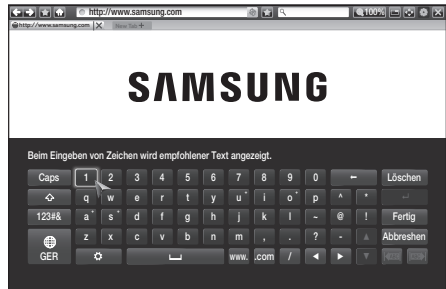 http://www.samsung.com 100%
http://www.samsung.com New Tab +
SAMSUNG
Beim Eingeben von Zeichen wird empfohlener Text angezeigt.
Caps 1 2 3 4 5 6 7 8 9 0 Löschen
q w e r t y u i o p ^ *
123#& a s d f g h j k l ~ @ ! Fertig
z x c v b n m , . ? - Abbreshen
GER www. .com /